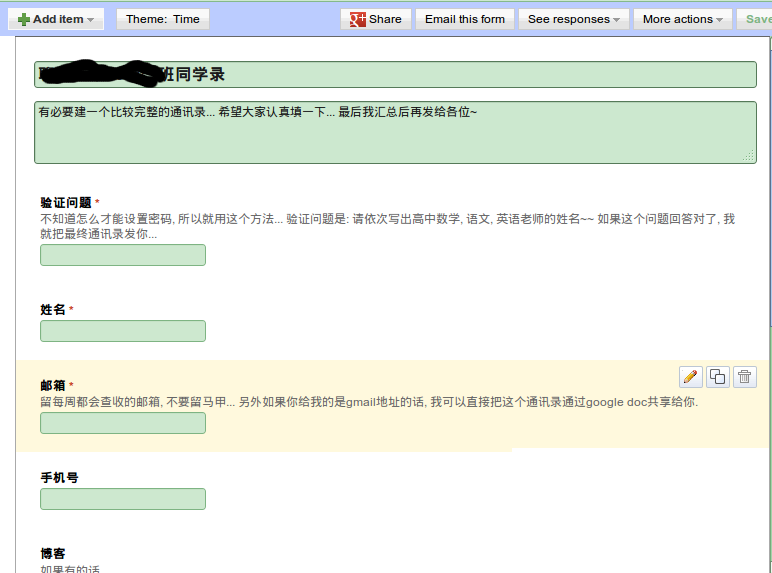 Add item
Theme: Time
Share
Email this form
See responses
More actions
Save
班同学录
有必要建一个比较完整的通讯录... 希望大家认真填一下... 最后我汇总后再发给各位~
验证问题 *
不知道怎么才能设置密码, 所以就用这个方法... 验证问题是: 请依次写出高中数学, 语文, 英语老师的姓名~~ 如果这个问题回答对了, 我
就把最终通讯录发你...
姓名 *
邮箱 *
留每周都会查收的邮箱, 不要留马甲... 另外如果你给我的是gmail地址的话, 我可以直接把这个通讯录通过google doc共享给你.
手机号
博客
如果有的话